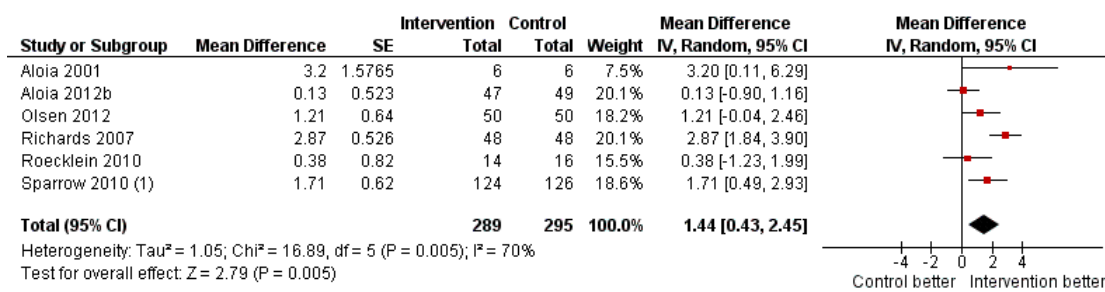 Intervention Control Mean Difference Mean Difference
Study or Subgroup Mean Difference SE Total Total Weight IV, Random, 95% CI IV, Random, 95% CI
Aloia 2001 3.2 1.5765 6 6 7.5% 3.20 [0.11, 6.29]
Aloia 2012b 0.13 0.523 47 49 20.1% 0.13 [-0.90, 1.16]
Olsen 2012 1.21 0.64 50 50 18.2% 1.21 [-0.04, 2.46]
Richards 2007 2.87 0.526 48 48 20.1% 2.87 [1.84, 3.90]
Roecklein 2010 0.38 0.82 14 16 15.5% 0.38 [-1.23, 1.99]
Sparrow 2010 (1) 1.71 0.62 124 126 18.6% 1.71 [0.49, 2.93]
Total (95% CI) 289 295 100.0% 1.44 [0.43, 2.45]
Heterogeneity: Tau² = 1.05; Chi² = 16.89, df = 5 (P = 0.005); I² = 70%
Test for overall effect: Z = 2.79 (P = 0.005)
-4 -2 0 2 4
Control better Intervention better